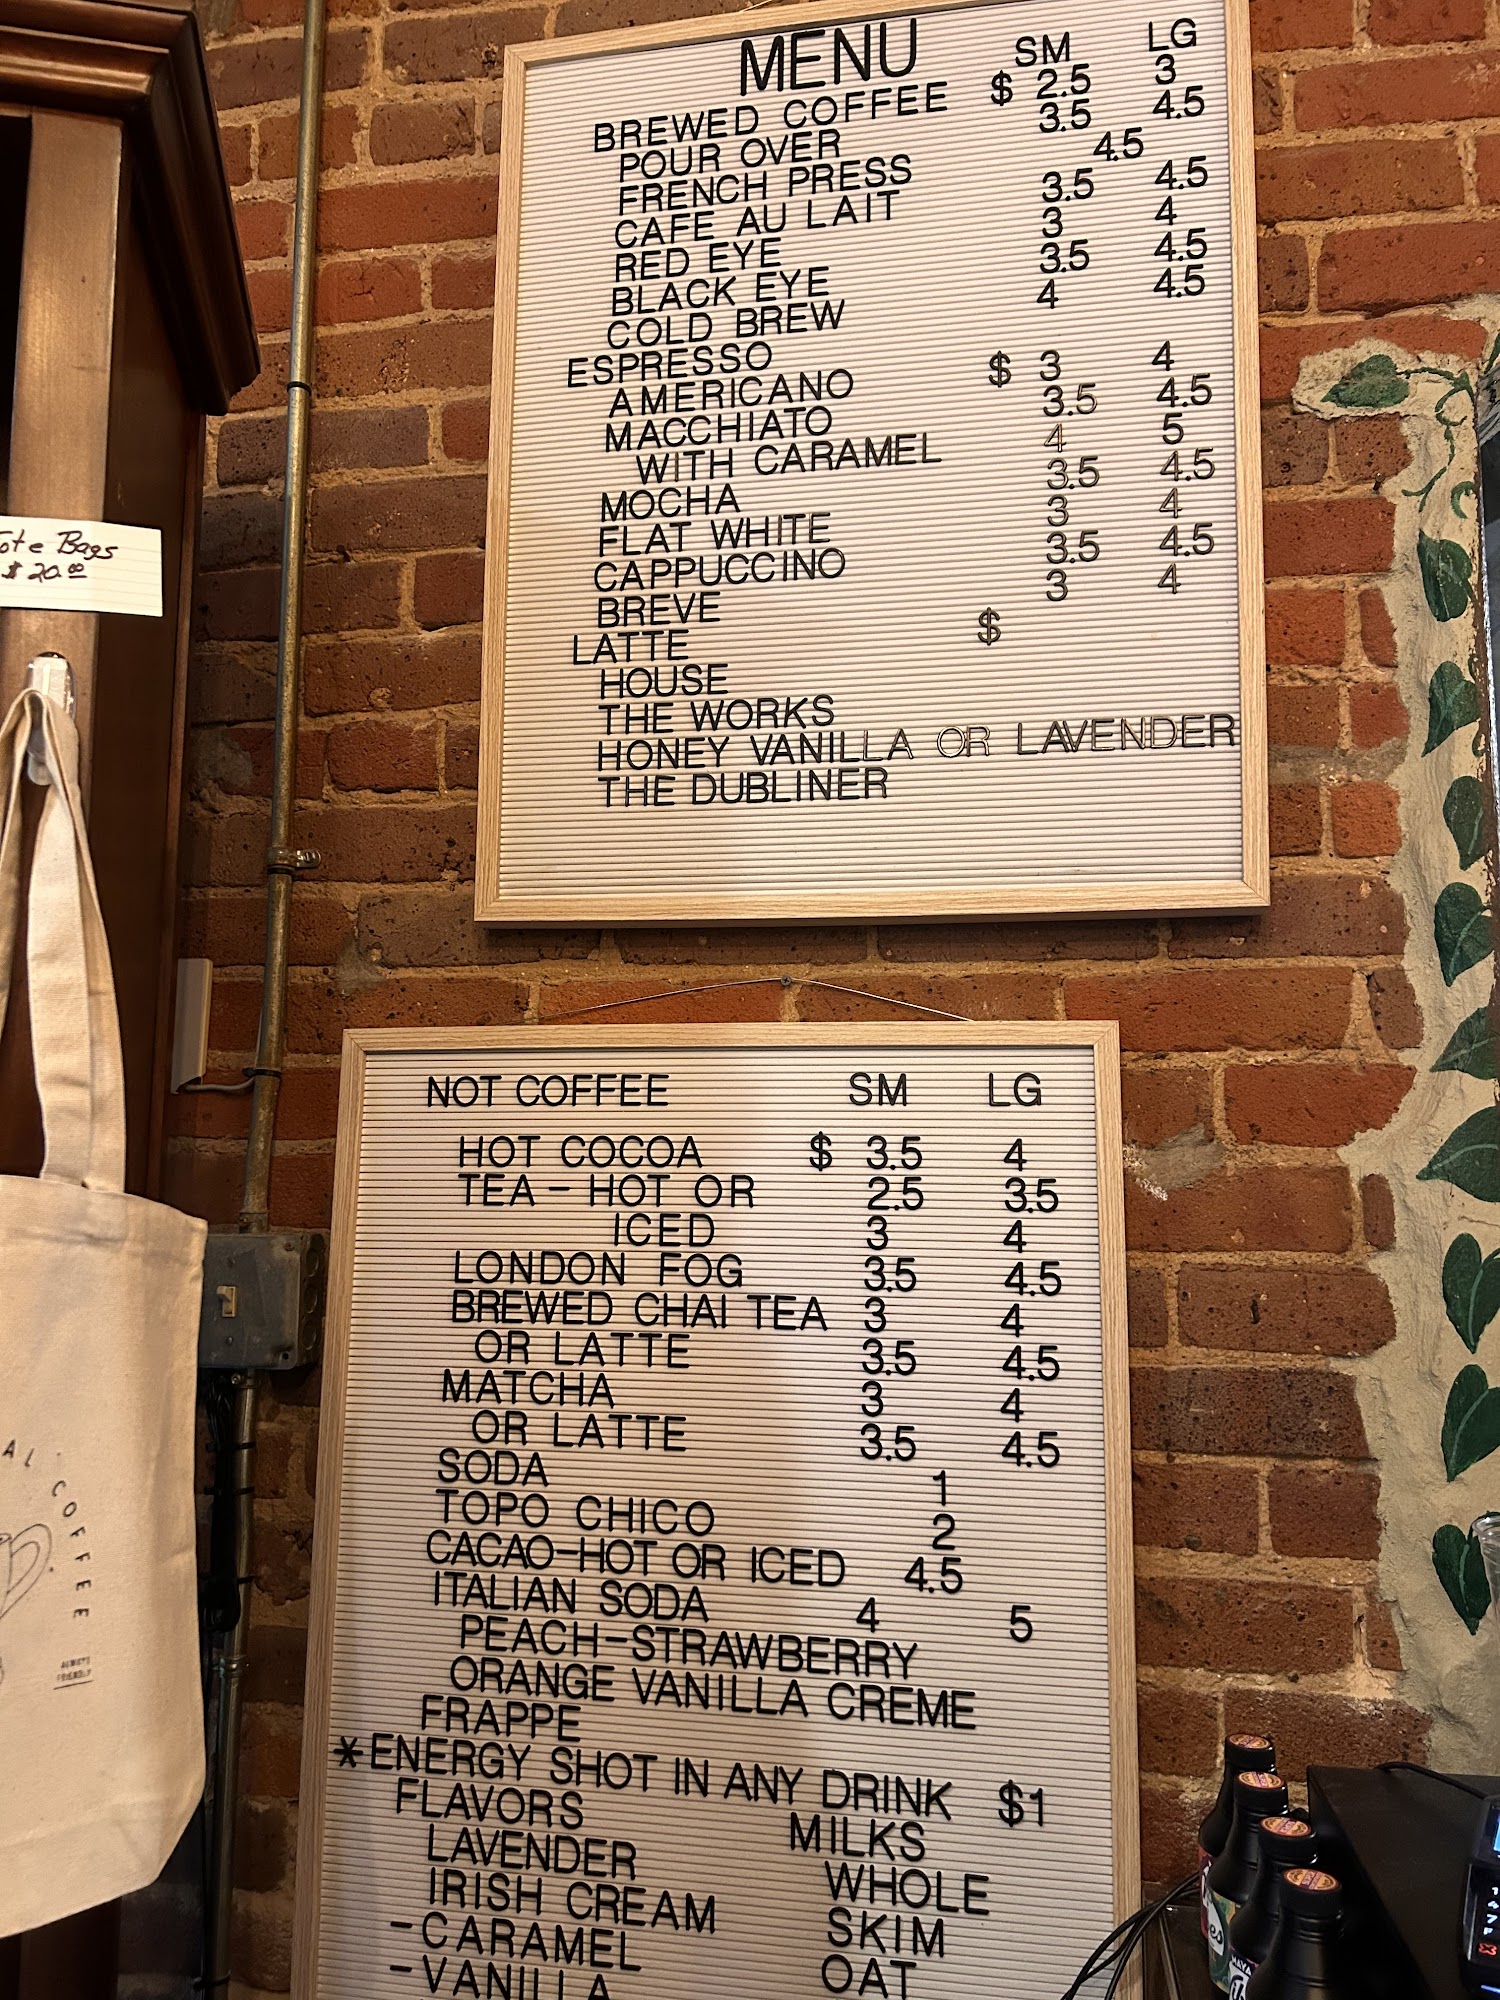 MENU SM LG
BREWED COFFEE $ 2.5 3
POUR OVER 3.5 4.5
FRENCH PRESS 4.5
CAFE AU LAIT 3.5 4.5
RED EYE 3 4
BLACK EYE 3.5 4.5
COLD BREW 4 4.5
ESPRESSO
AMERICANO $ 3 4
MACCHIATO 3.5 4.5
WITH CARAMEL 4 5
MOCHA 3.5 4.5
FLAT WHITE 3 4
CAPPUCCINO 3.5 4.5
BREVE 3 4
LATTE $
HOUSE
THE WORKS
HONEY VANILLA OR LAVENDER
THE DUBLINER
Tote Bags
$20.00
NOT COFFEE SM LG
HOT COCOA $ 3.5 4
TEA-HOT OR 2.5 3.5
ICED 3 4
LONDON FOG 3.5 4.5
BREWED CHAI TEA 3 4
OR LATTE 3.5 4.5
MATCHA 3 4
OR LATTE 3.5 4.5
SODA 1
TOPO CHICO 2
CACAO-HOT OR ICED 4.5
ITALIAN SODA 4 5
PEACH-STRAWBERRY
ORANGE VANILLA CREME
FRAPPE
*ENERGY SHOT IN ANY DRINK $1
FLAVORS MILKS
LAVENDER WHOLE
IRISH CREAM SKIM
-CARAMEL OAT
-VANILLA
AL COFFEE
ALWAYS
FRIENDLY